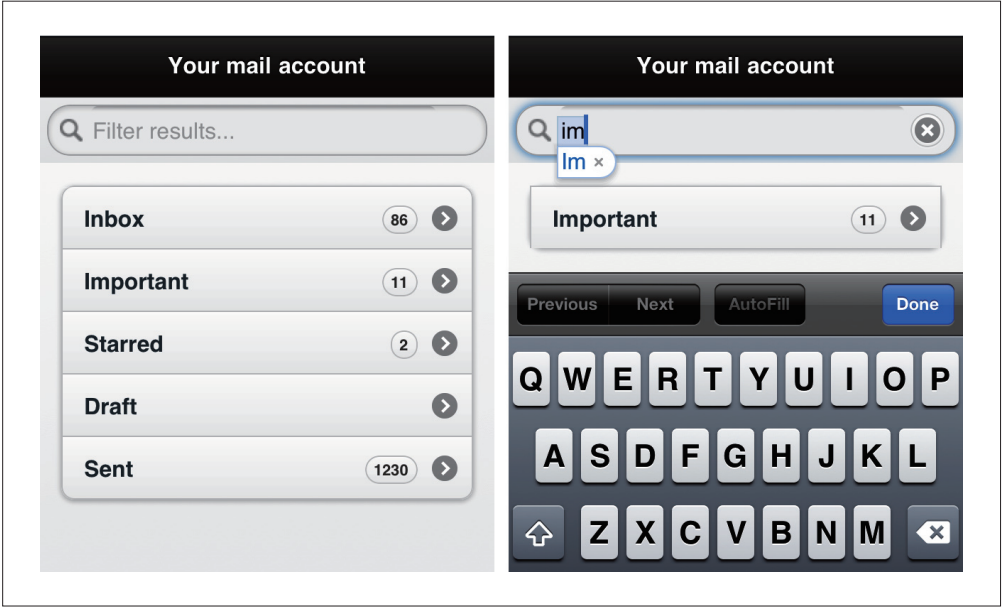 Your mail account
Filter results...
Inbox 86
Important 11
Starred 2
Draft
Sent 1230
Your mail account
im
Im ×
Important 11
Previous Next AutoFill Done
Q W E R T Y U I O P
A S D F G H J K L
Z X C V B N M